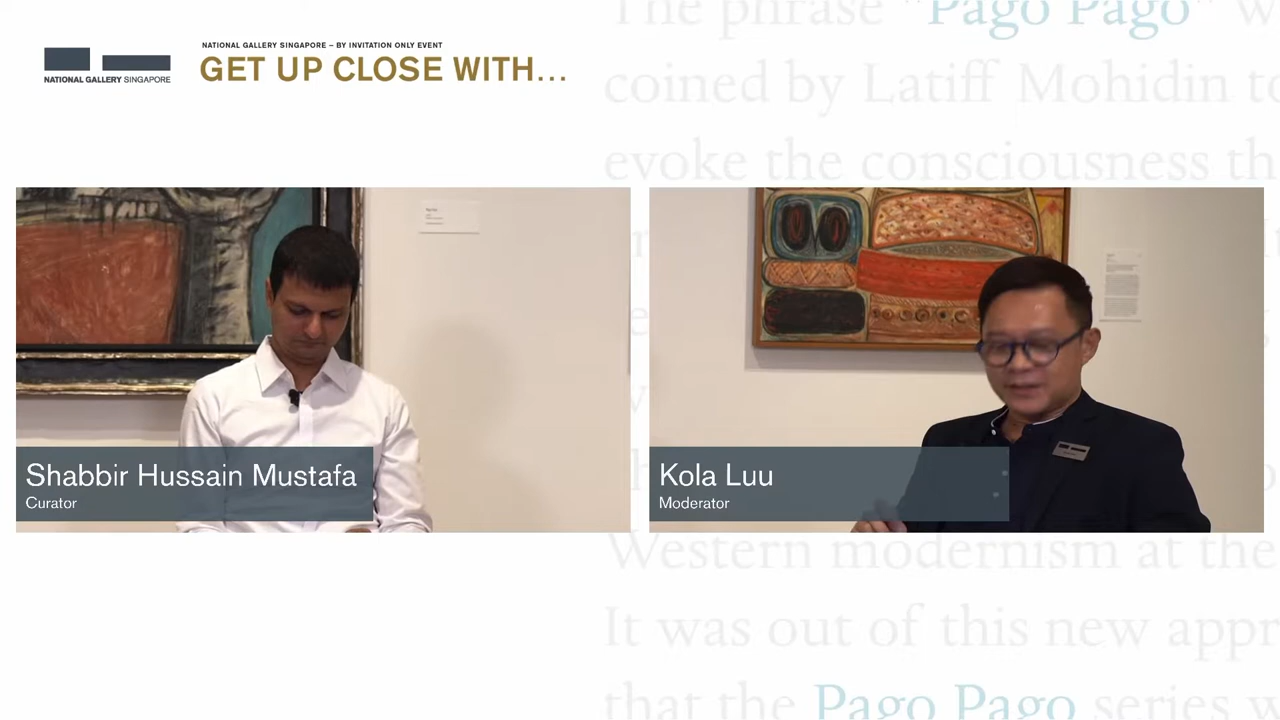 NATIONAL GALLERY SINGAPORE
NATIONAL GALLERY SINGAPORE – BY INVITATION ONLY EVENT
GET UP CLOSE WITH...
The phrase "Pago Pago" w
coined by Latiff Mohidin to
evoke the consciousness th
Shabbir Hussain Mustafa
Curator
Kola Luu
Moderator
Western modernism at the
It was out of this new appr
that the Pago Pago series w